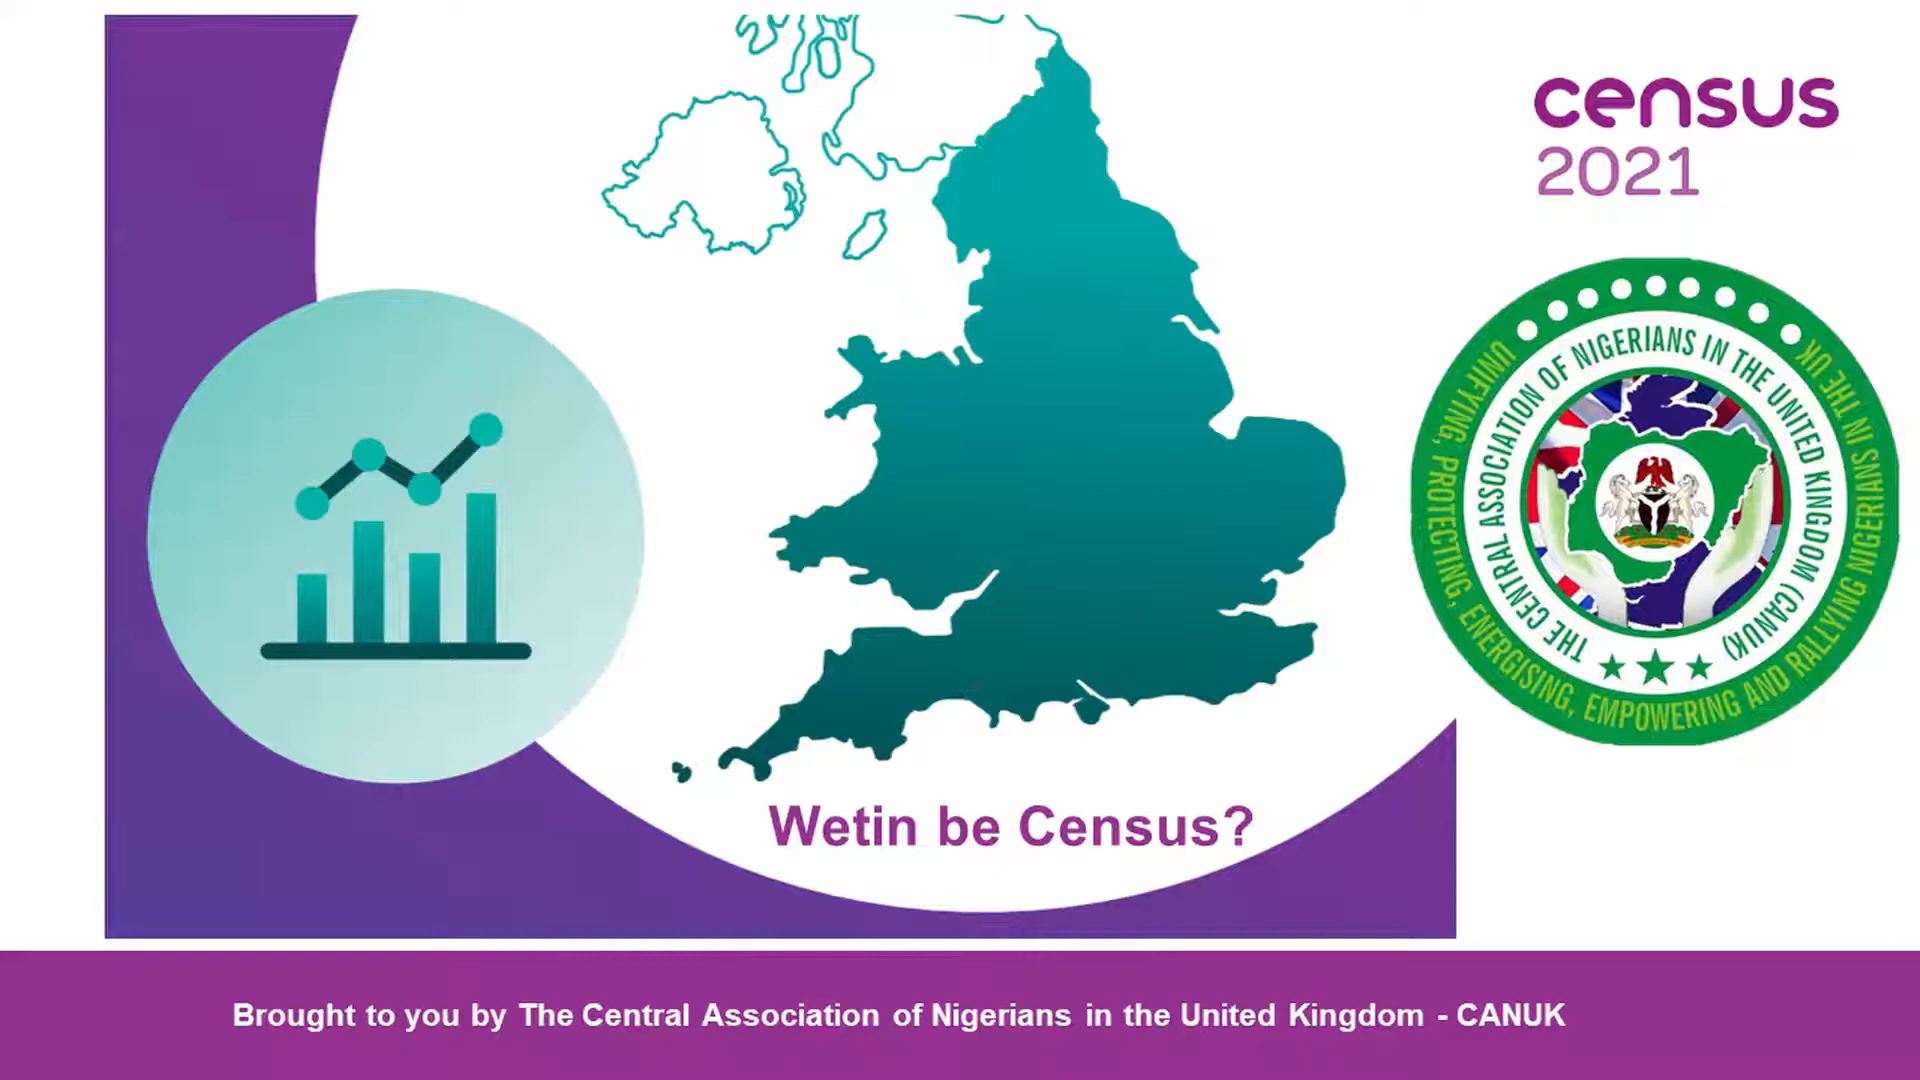 census
2021
UNIFYING, PROTECTING, ENERGISING, EMPOWERING AND RALLYING NIGERIANS IN THE UK
THE CENTRAL ASSOCIATION OF NIGERIANS IN THE UNITED KINGDOM (CANUK)
Wetin be Census?
Brought to you by The Central Association of Nigerians in the United Kingdom - CANUK